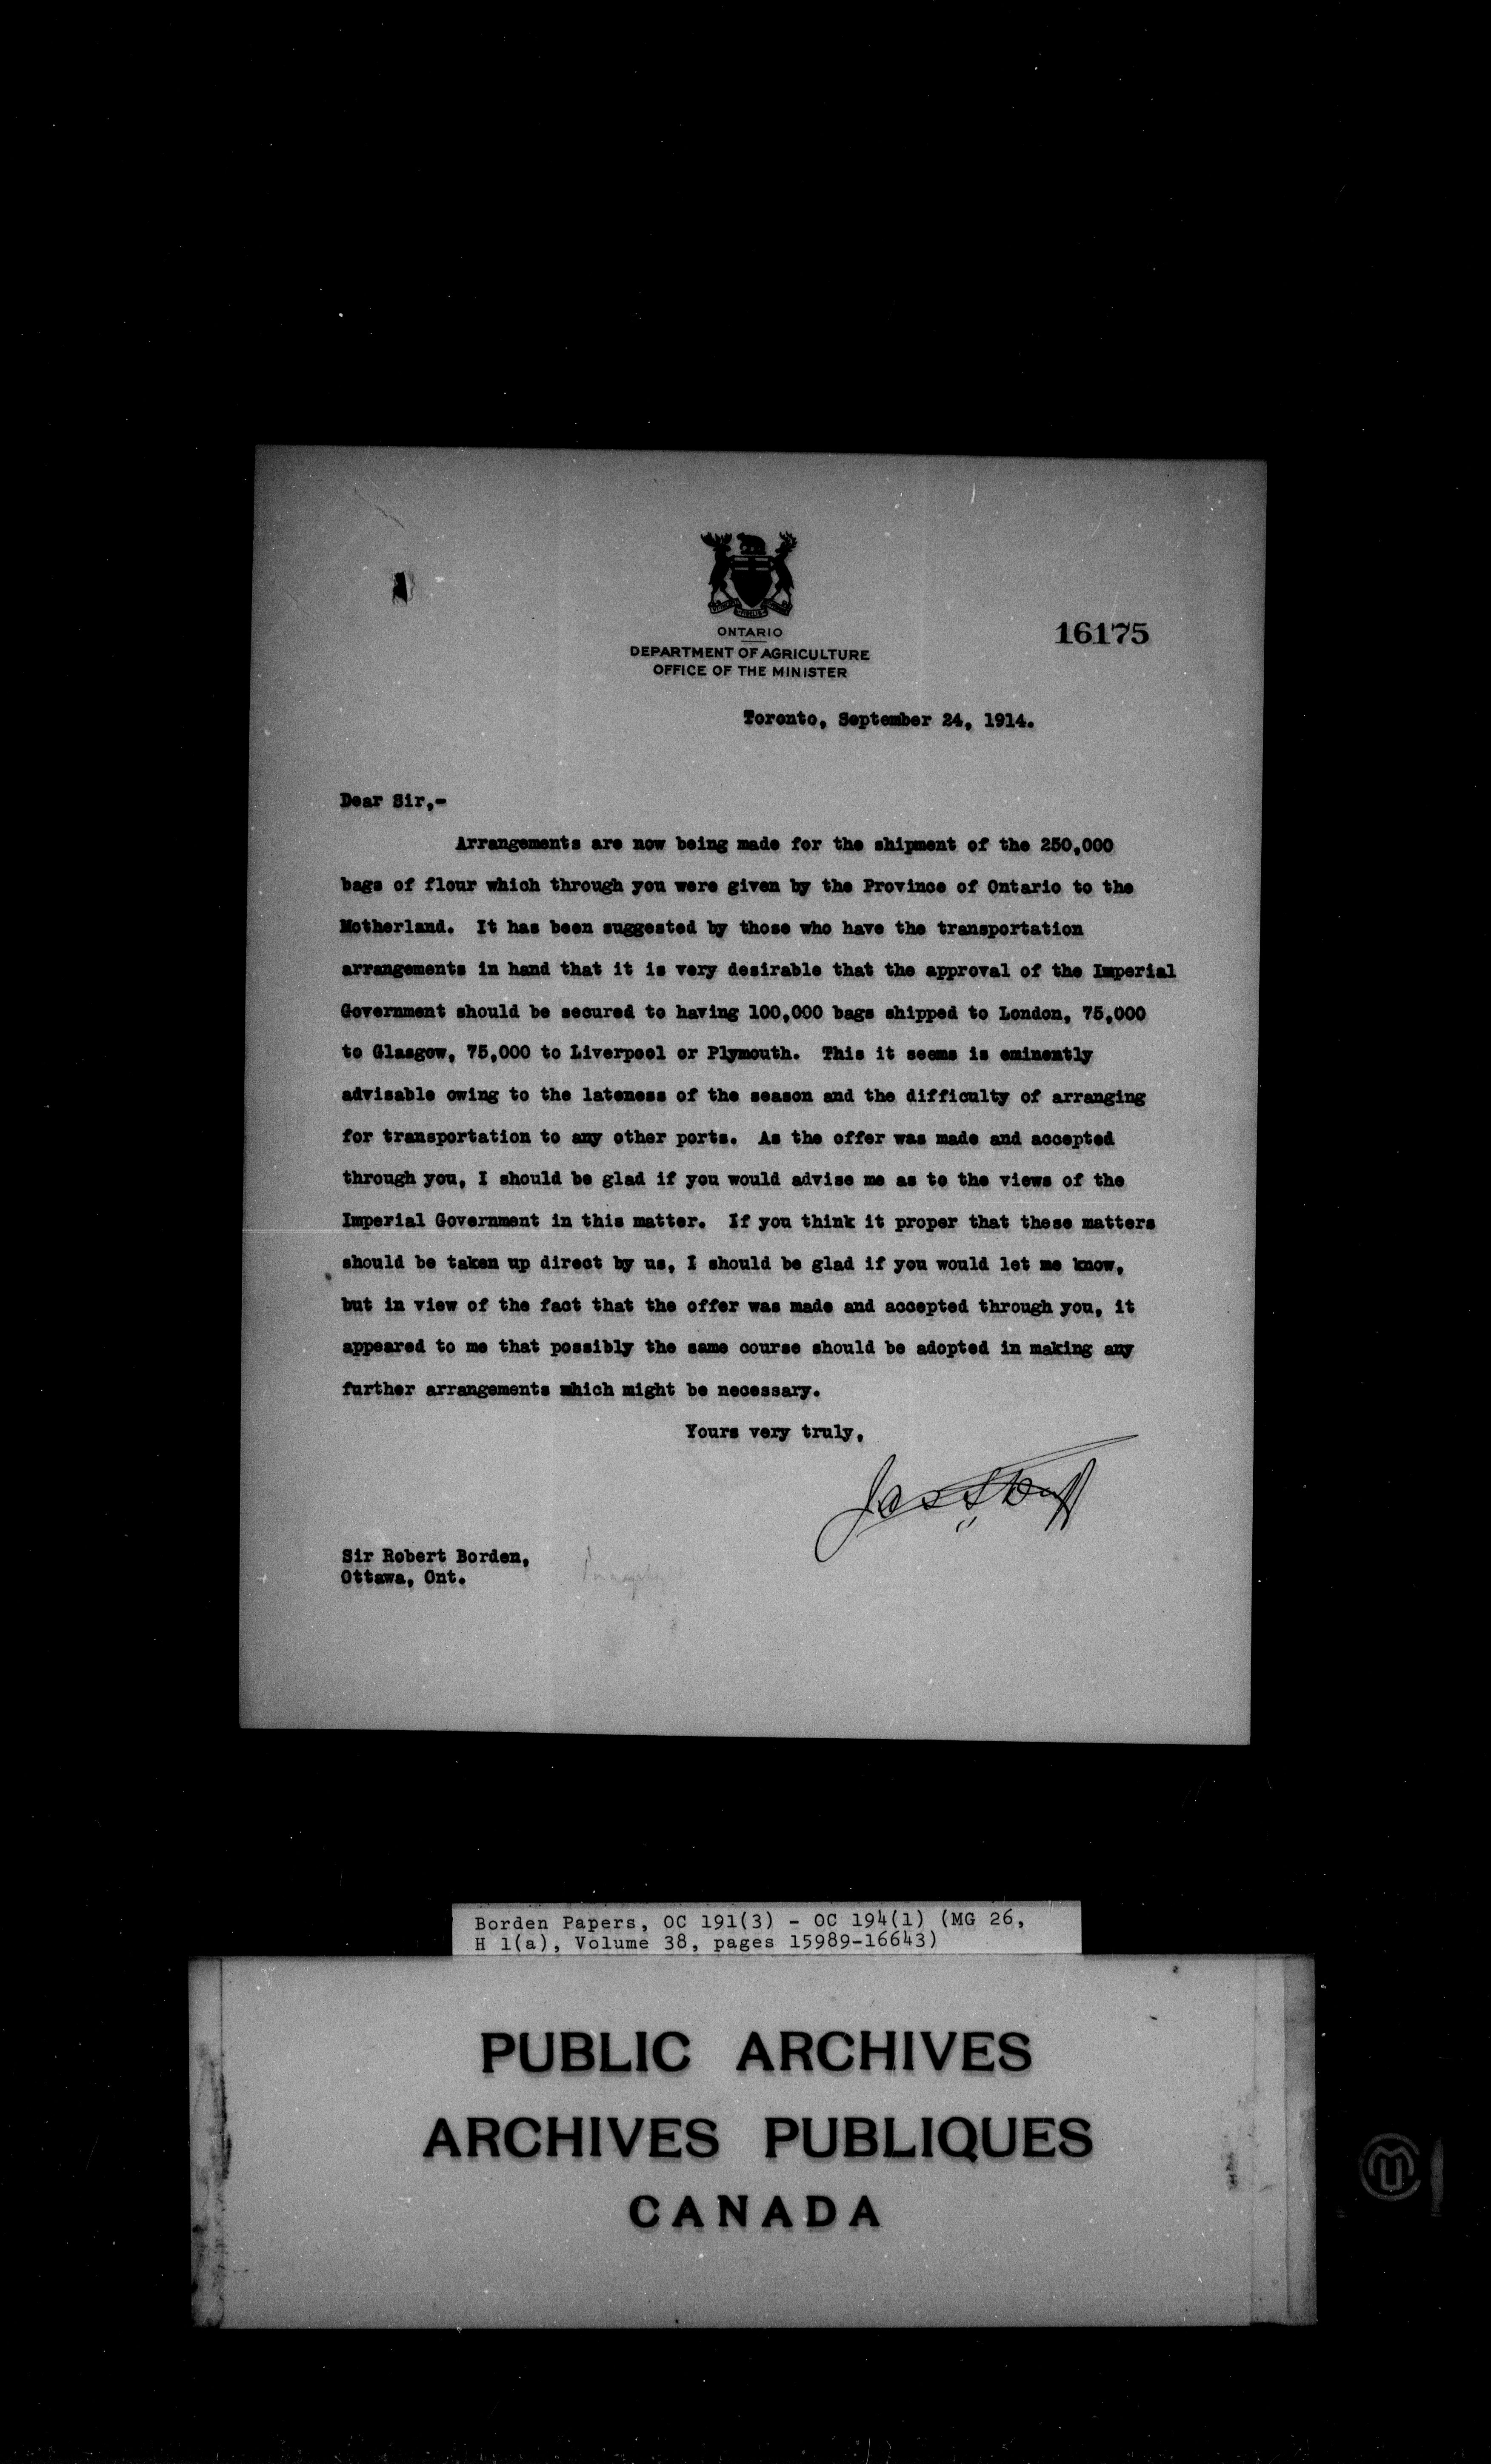 ONTARIO
16175
DEPARTMENT OF AGRICULTURE
OFFICE OF THE MINISTER
Toronto, September 24, 1914.
Dear Sir,-
Arrangements are now being made for the shipment of the 250,000
bags of flour which through you were given by the Province of Ontario to the
Motherland. It has been suggested by those who have the transportation
arrangements in hand that it is very desirable that the approval of the Imperial
Government should be secured to having 100,000 bags shipped to London, 75,000
to Glasgow, 75,000 to Liverpool or Plymouth. This it seems is eminently
advisable owing to the lateness of the season and the difficulty of arranging
for transportation to any other ports. As the offer was made and accepted
through you, I should be glad if you would advise me as to the views of the
Imperial Government in this matter. If you think it proper that these matters
should be taken up direct by us, I should be glad if you would let me know,
but in view of the fact that the offer was made and accepted through you, it
appeared to me that possibly the same course should be adopted in making any
further arrangements which might be necessary.
Yours very truly,
Jas S Duff
Sir Robert Borden,
Ottawa, Ont.
Borden Papers, OC 191(3) - OC 194(1) (MG 26,
H 1(a), Volume 38, pages 15989-16643)
PUBLIC ARCHIVES
ARCHIVES PUBLIQUES
CANADA